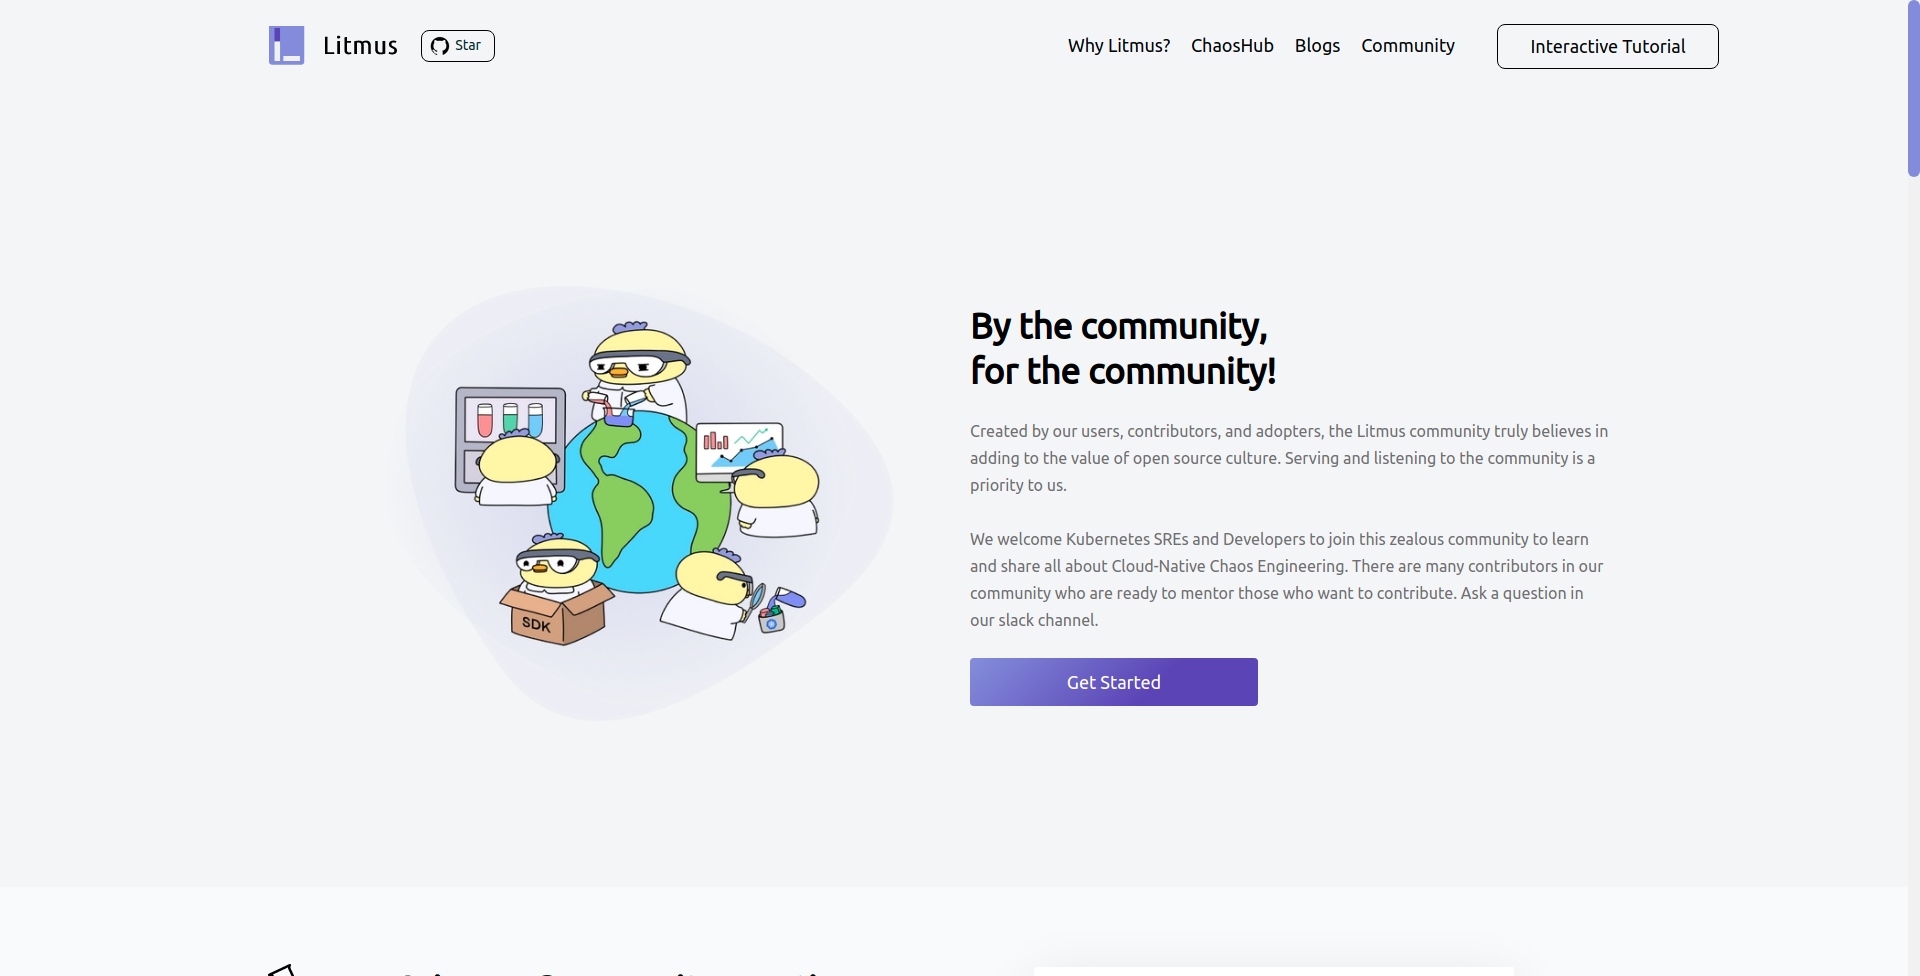 Litmus
Star
Why Litmus?
ChaosHub
Blogs
Community
Interactive Tutorial
By the community,
for the community!
Created by our users, contributors, and adopters, the Litmus community truly believes in
adding to the value of open source culture. Serving and listening to the community is a
priority to us.
We welcome Kubernetes SREs and Developers to join this zealous community to learn
and share all about Cloud-Native Chaos Engineering. There are many contributors in our
community who are ready to mentor those who want to contribute. Ask a question in
our slack channel.
Get Started
SDK